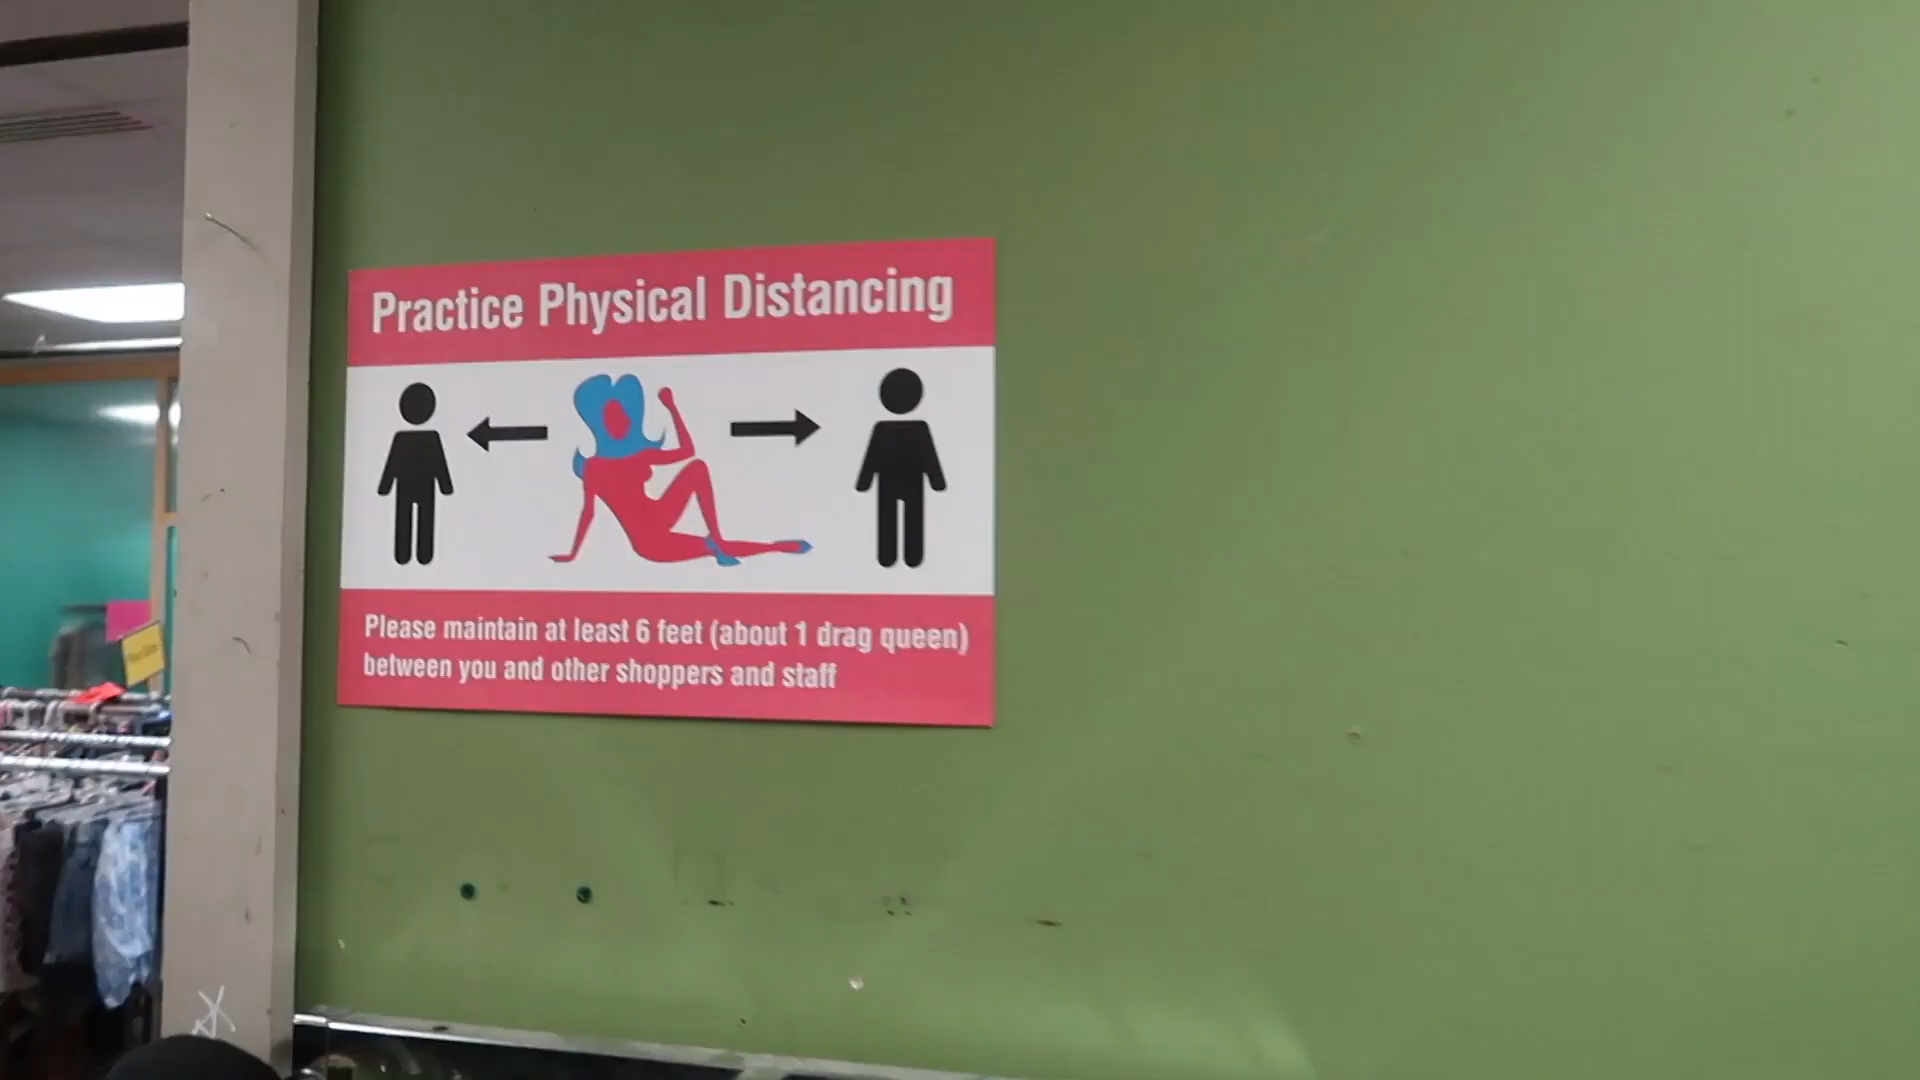 Practice Physical Distancing
Please maintain at least 6 feet (about 1 drag queen)
between you and other shoppers and staff